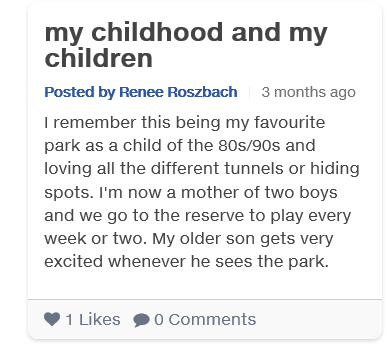 my childhood and my
children
Posted by Renee Roszbach 3 months ago
I remember this being my favourite
park as a child of the 80s/90s and
loving all the different tunnels or hiding
spots. I'm now a mother of two boys
and we go to the reserve to play every
week or two. My older son gets very
excited whenever he sees the park.
1 Likes 0 Comments